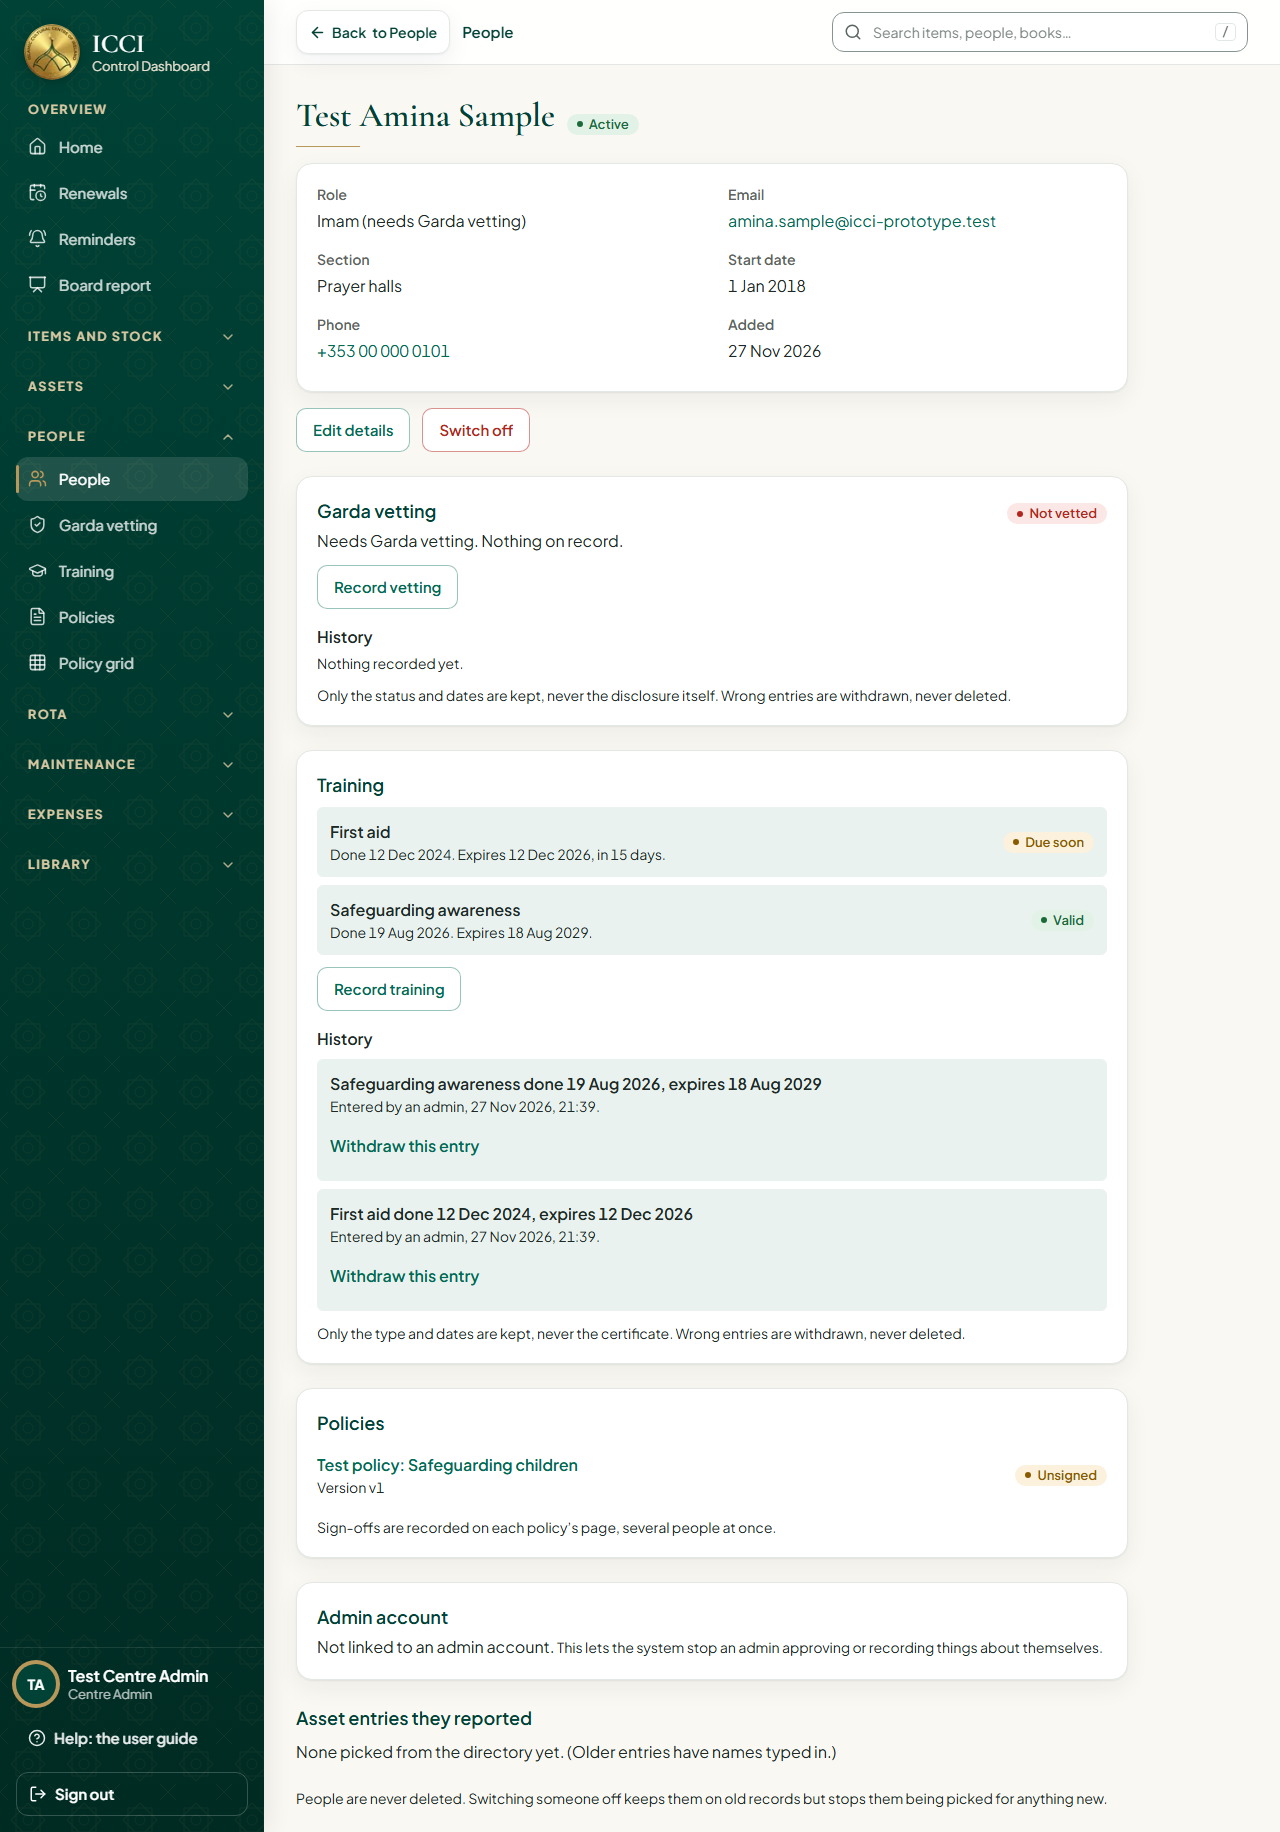 ICCI
Control Dashboard
OVERVIEW
Home
Renewals
Reminders
Board report
ITEMS AND STOCK
ASSETS
PEOPLE
People
Garda vetting
Training
Policies
Policy grid
ROTA
MAINTENANCE
EXPENSES
LIBRARY
TA
Test Centre Admin
Centre Admin
Help: the user guide
Sign out
Back to People
People
Search items, people, books...
/
Test Amina Sample
Active
Role
Imam (needs Garda vetting)
Email
amina.sample@icci-prototype.test
Section
Prayer halls
Start date
1 Jan 2018
Phone
+353 00 000 0101
Added
27 Nov 2026
Edit details
Switch off
Garda vetting
Not vetted
Needs Garda vetting. Nothing on record.
Record vetting
History
Nothing recorded yet.
Only the status and dates are kept, never the disclosure itself. Wrong entries are withdrawn, never deleted.
Training
First aid
Done 12 Dec 2024. Expires 12 Dec 2026, in 15 days.
Due soon
Safeguarding awareness
Done 19 Aug 2026. Expires 18 Aug 2029.
Valid
Record training
History
Safeguarding awareness done 19 Aug 2026, expires 18 Aug 2029
Entered by an admin, 27 Nov 2026, 21:39.
Withdraw this entry
First aid done 12 Dec 2024, expires 12 Dec 2026
Entered by an admin, 27 Nov 2026, 21:39.
Withdraw this entry
Only the type and dates are kept, never the certificate. Wrong entries are withdrawn, never deleted.
Policies
Test policy: Safeguarding children
Version v1
Unsigned
Sign-offs are recorded on each policy's page, several people at once.
Admin account
Not linked to an admin account. This lets the system stop an admin approving or recording things about themselves.
Asset entries they reported
None picked from the directory yet. (Older entries have names typed in.)
People are never deleted. Switching someone off keeps them on old records but stops them being picked for anything new.